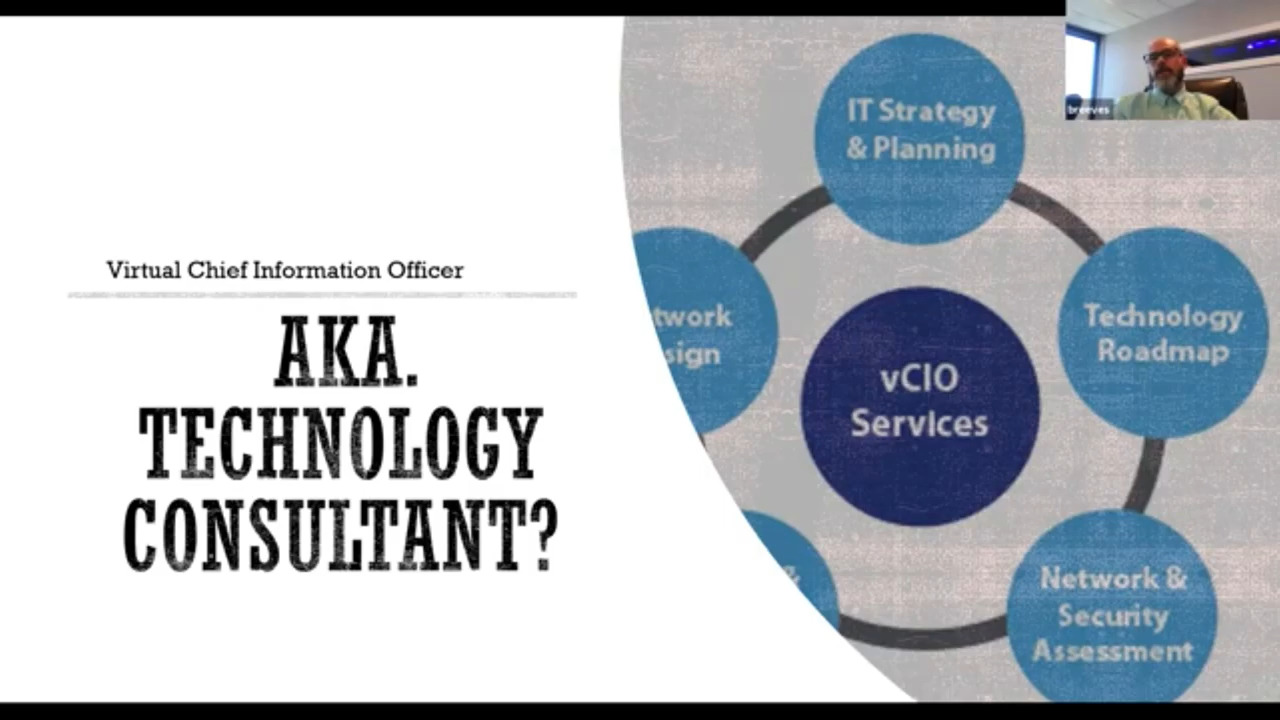 Virtual Chief Information Officer
AKA.
TECHNOLOGY
CONSULTANT?
IT Strategy
& Planning
twork
sign
Technology
Roadmap
vCIO
Services
&
Network &
Security
Assessment
breeves